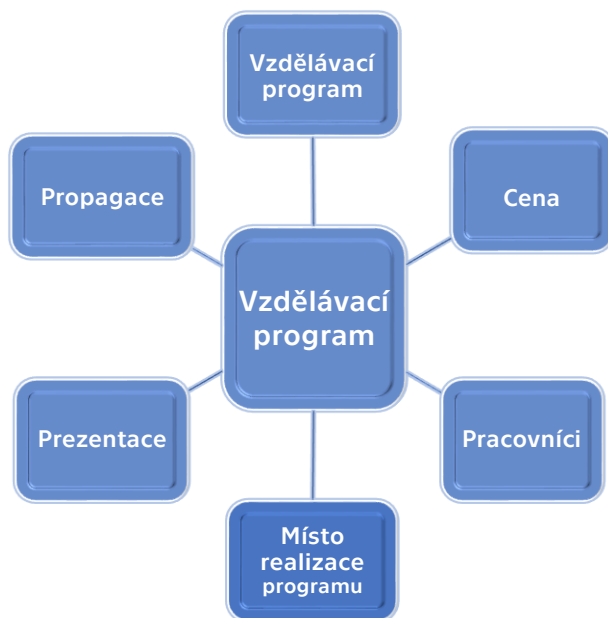 Vzdělávací
program
Propagace
Cena
Vzdělávací
program
Prezentace
Pracovníci
Místo
realizace
programu